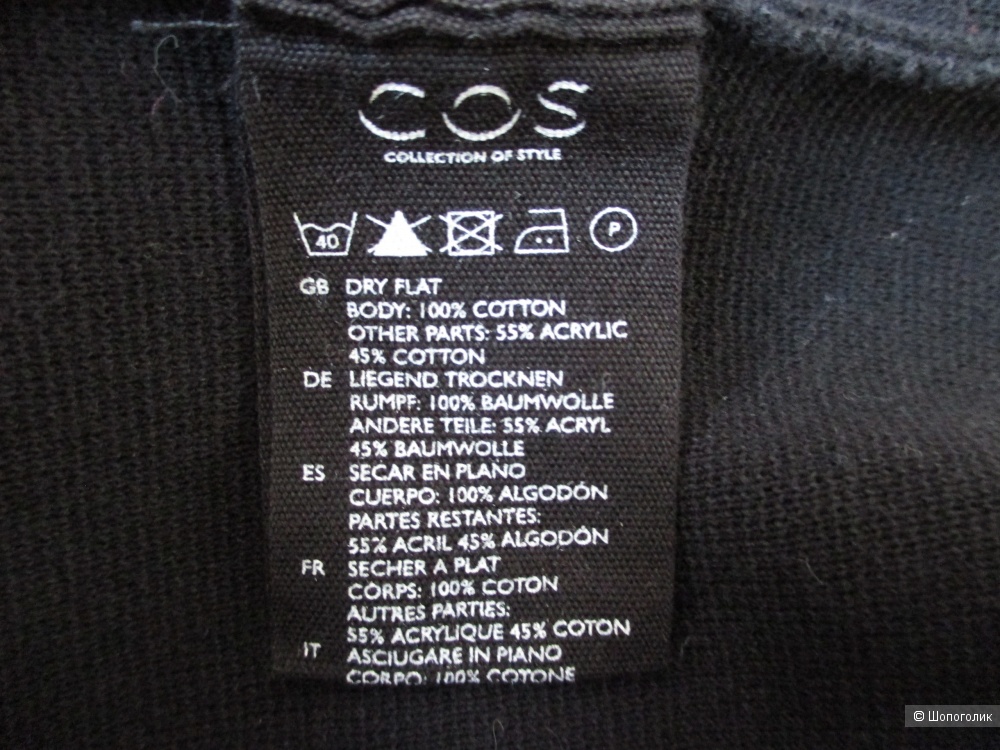 COS
COLLECTION OF STYLE
40 P
GB DRY FLAT
BODY: 100% COTTON
OTHER PARTS: 55% ACRYLIC
45% COTTON
DE LIEGEND TROCKNEN
RUMPF: 100% BAUMWOLLE
ANDERE TEILE: 55% ACRYL
45% BAUMWOLLE
ES SECAR EN PLANO
CUERPO: 100% ALGODÓN
PARTES RESTANTES:
55% ACRIL 45% ALGODÓN
FR SECHER A PLAT
CORPS: 100% COTON
AUTRES PARTIES:
55% ACRYLIQUE 45% COTON
IT ASCIUGARE IN PIANO
CORPO: 100% COTONE
© Шопоголик